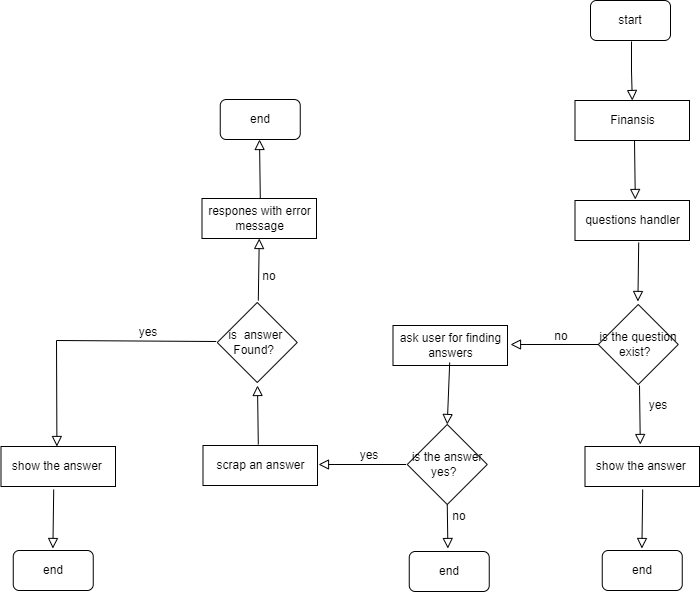 start
Finansis
questions handler
is the question
exist?
no
yes
show the answer
end
ask user for finding
answers
is the answer
yes?
no
end
yes
scrap an answer
is  answer
Found?
no
respones with error
message
end
yes
show the answer
end